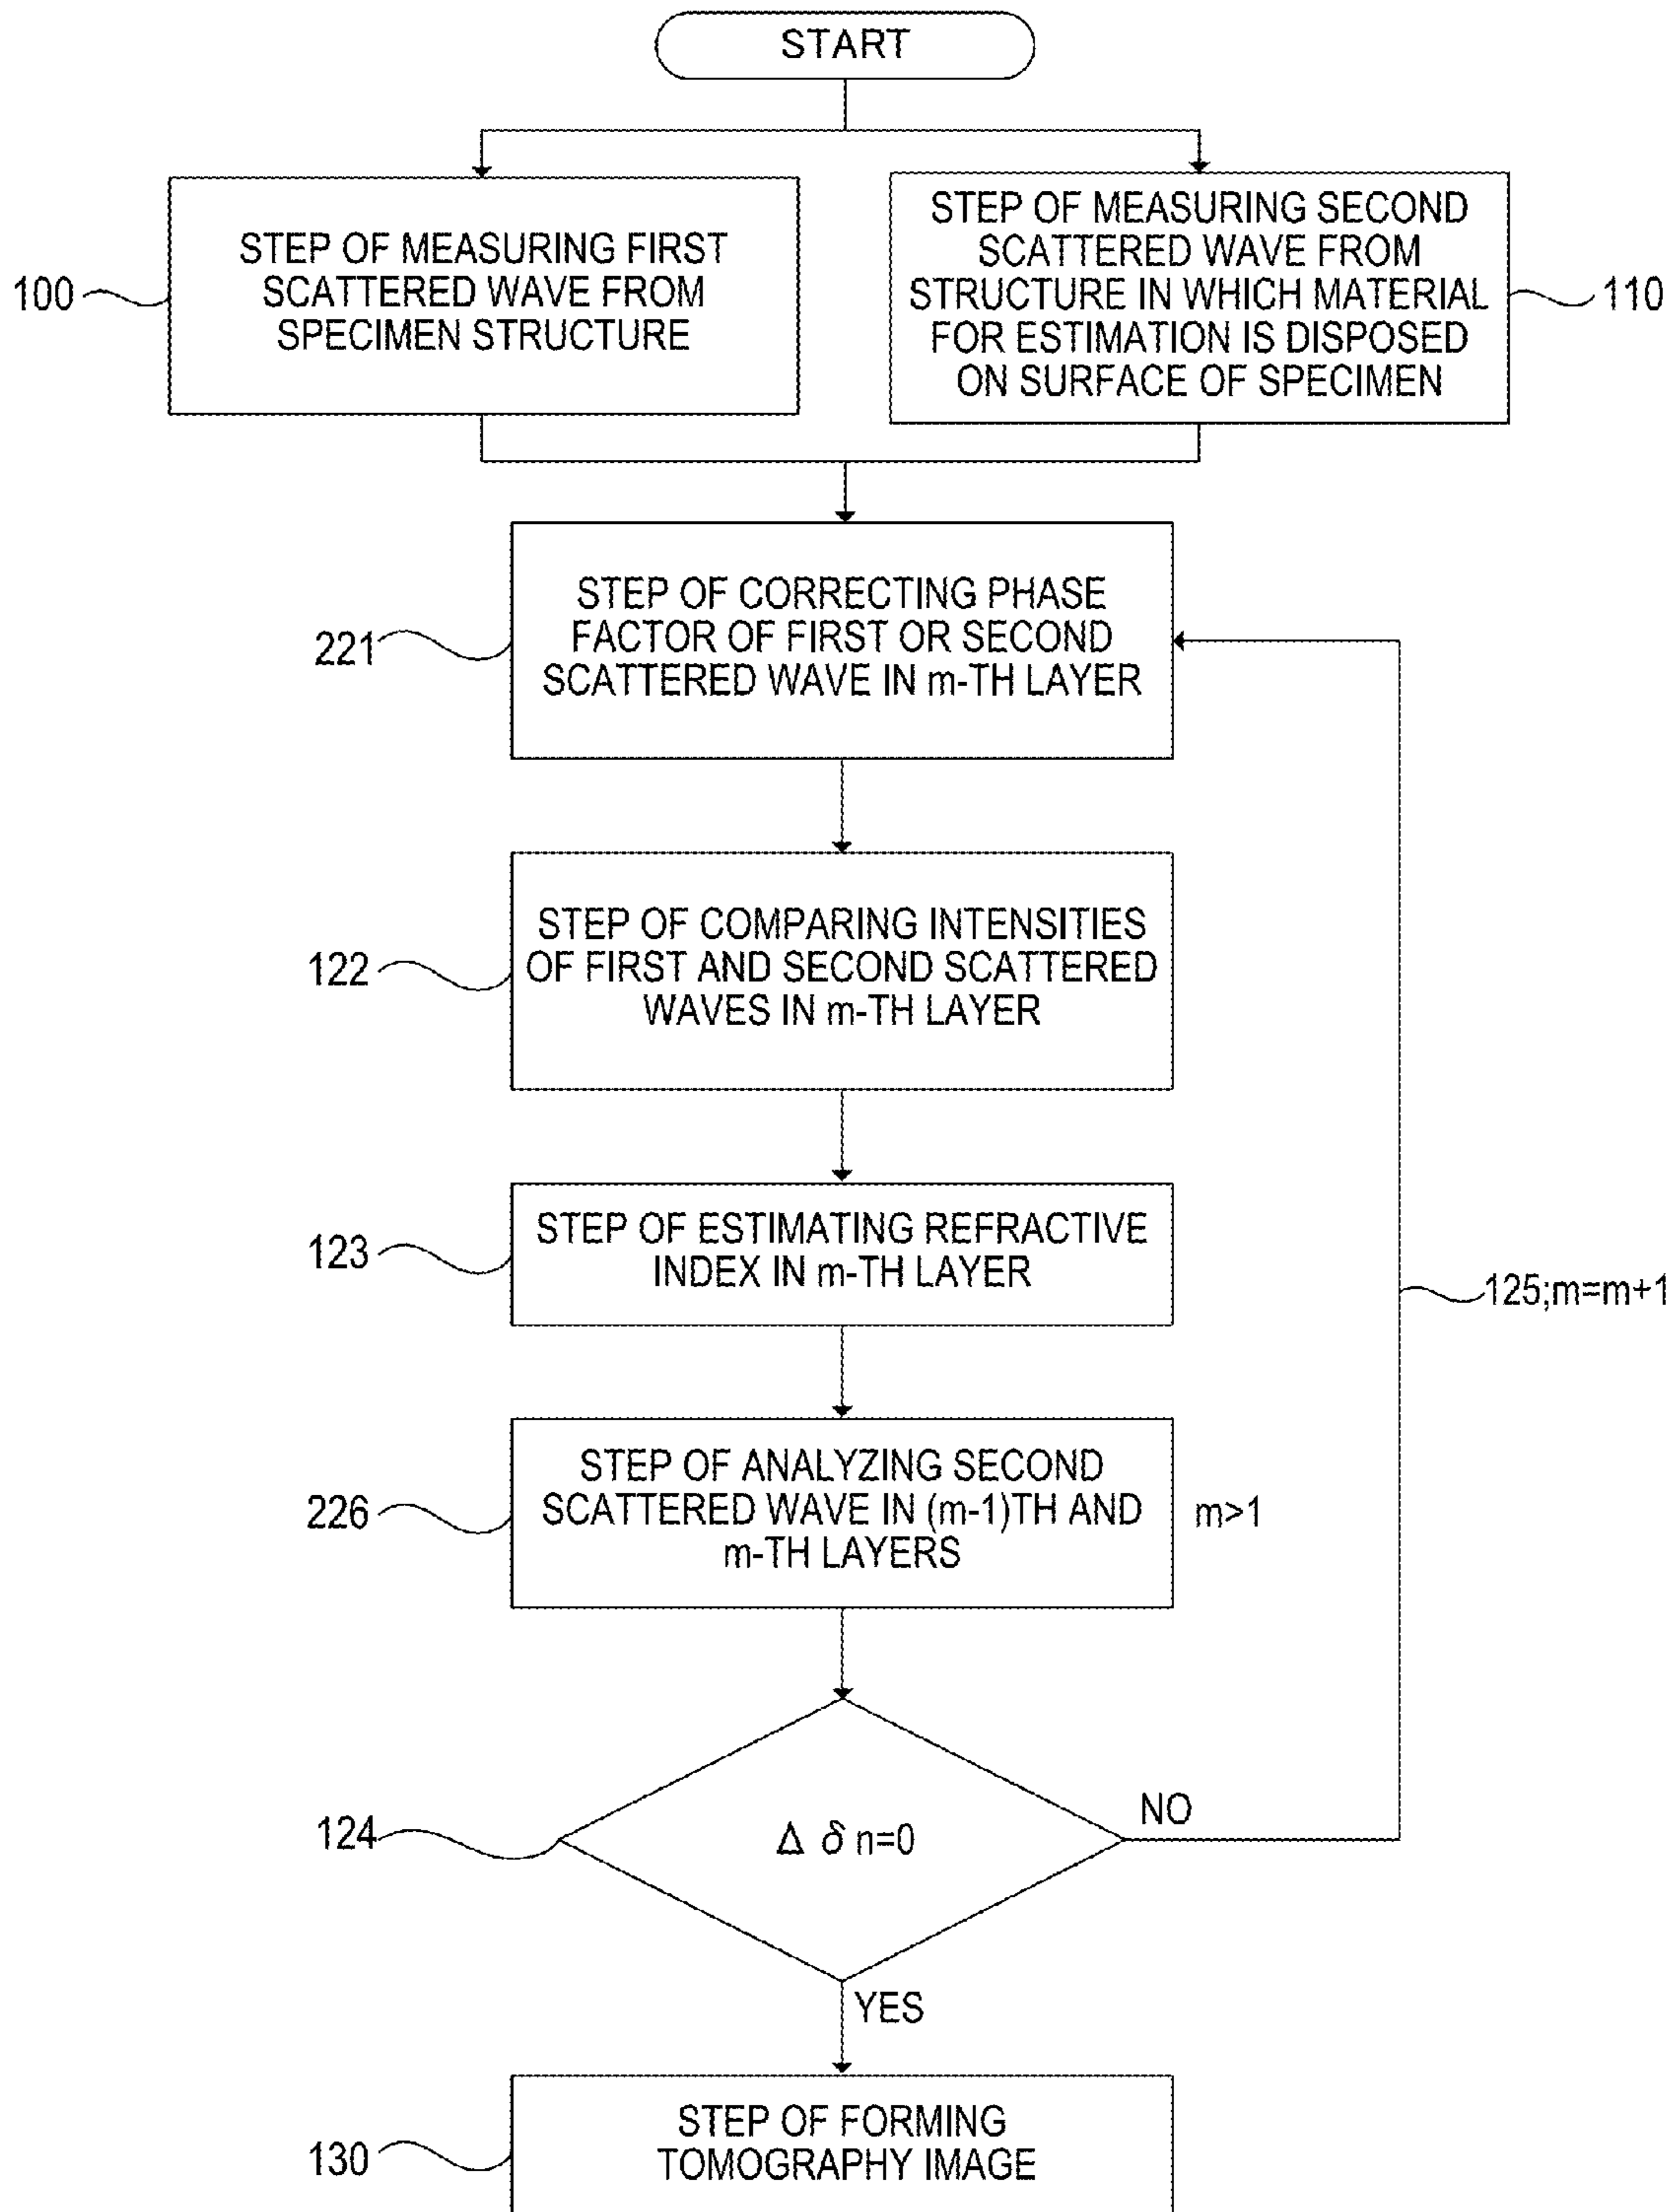 START
STEP OF MEASURING FIRST
SCATTERED WAVE FROM
SPECIMEN STRUCTURE
100
STEP OF MEASURING SECOND
SCATTERED WAVE FROM
STRUCTURE IN WHICH MATERIAL
FOR ESTIMATION IS DISPOSED
ON SURFACE OF SPECIMEN
110
STEP OF CORRECTING PHASE
FACTOR OF FIRST OR SECOND
SCATTERED WAVE IN m-TH LAYER
221
STEP OF COMPARING INTENSITIES
OF FIRST AND SECOND SCATTERED
WAVES IN m-TH LAYER
122
STEP OF ESTIMATING REFRACTIVE
INDEX IN m-TH LAYER
123
125;m=m+1
STEP OF ANALYZING SECOND
SCATTERED WAVE IN (m-1)TH AND
m-TH LAYERS
226
m>1
Δ δ n=0
124
NO
YES
STEP OF FORMING
TOMOGRAPHY IMAGE
130